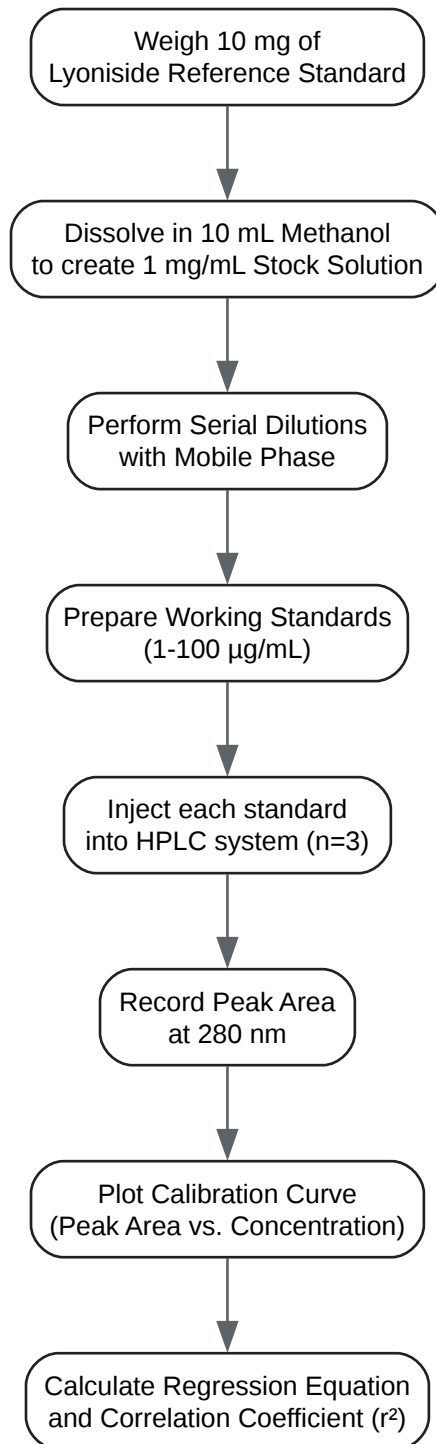 Weigh 10 mg of
Lyoniside Reference Standard
Dissolve in 10 mL Methanol
to create 1 mg/mL Stock Solution
Perform Serial Dilutions
with Mobile Phase
Prepare Working Standards
(1-100 µg/mL)
Inject each standard
into HPLC system (n=3)
Record Peak Area
at 280 nm
Plot Calibration Curve
(Peak Area vs. Concentration)
Calculate Regression Equation
and Correlation Coefficient (r²)